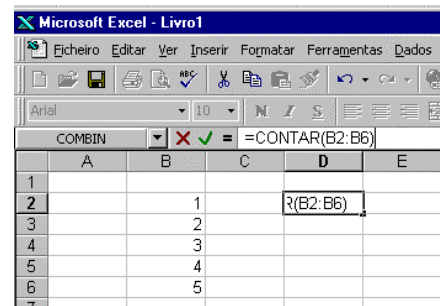 Microsoft Excel - Livro1
Ficheiro Editar Ver Inserir Formatar Ferramentas Dados
Arial 10 N I S
COMBIN = =CONTAR(B2:B6)
A B C D E
1
2 1 R(B2:B6)
3 2
4 3
5 4
6 5